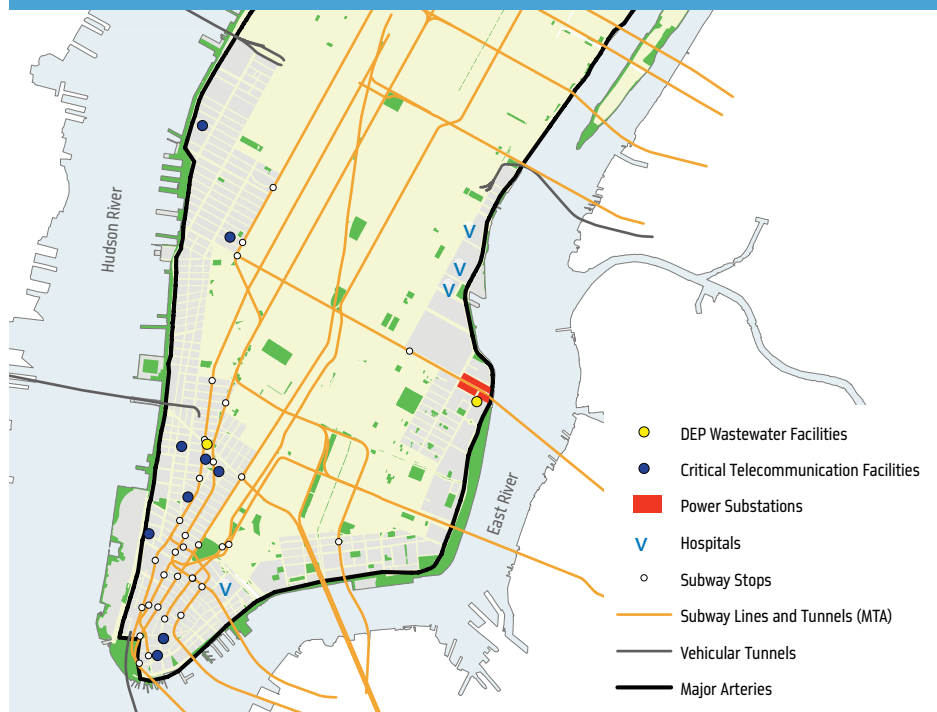 Hudson River
V
V
V
East River
V
DEP Wastewater Facilities
Critical Telecommunication Facilities
Power Substations
V Hospitals
Subway Stops
Subway Lines and Tunnels (MTA)
Vehicular Tunnels
Major Arteries